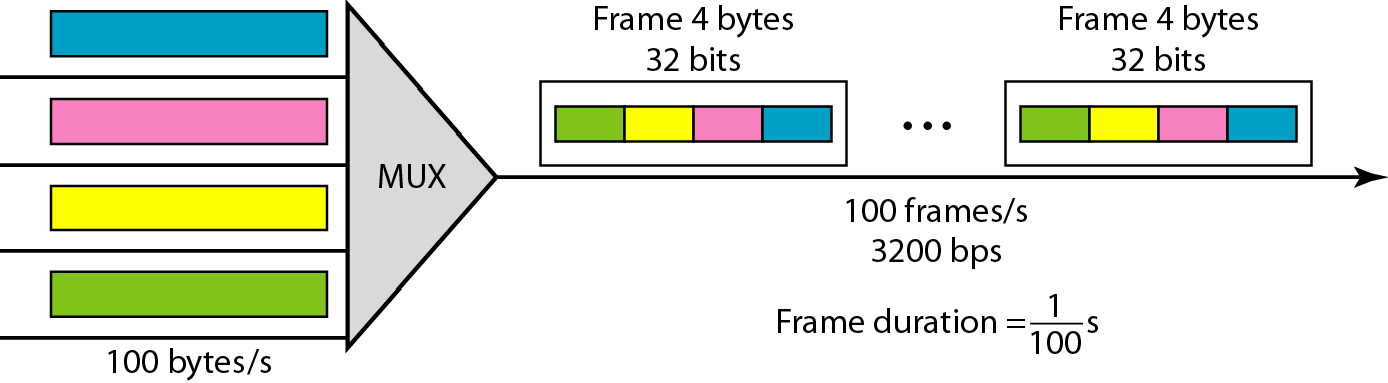 Frame 4 bytes
32 bits
Frame 4 bytes
32 bits
MUX
100 frames/s
3200 bps
Frame duration = 1/100 s
100 bytes/s